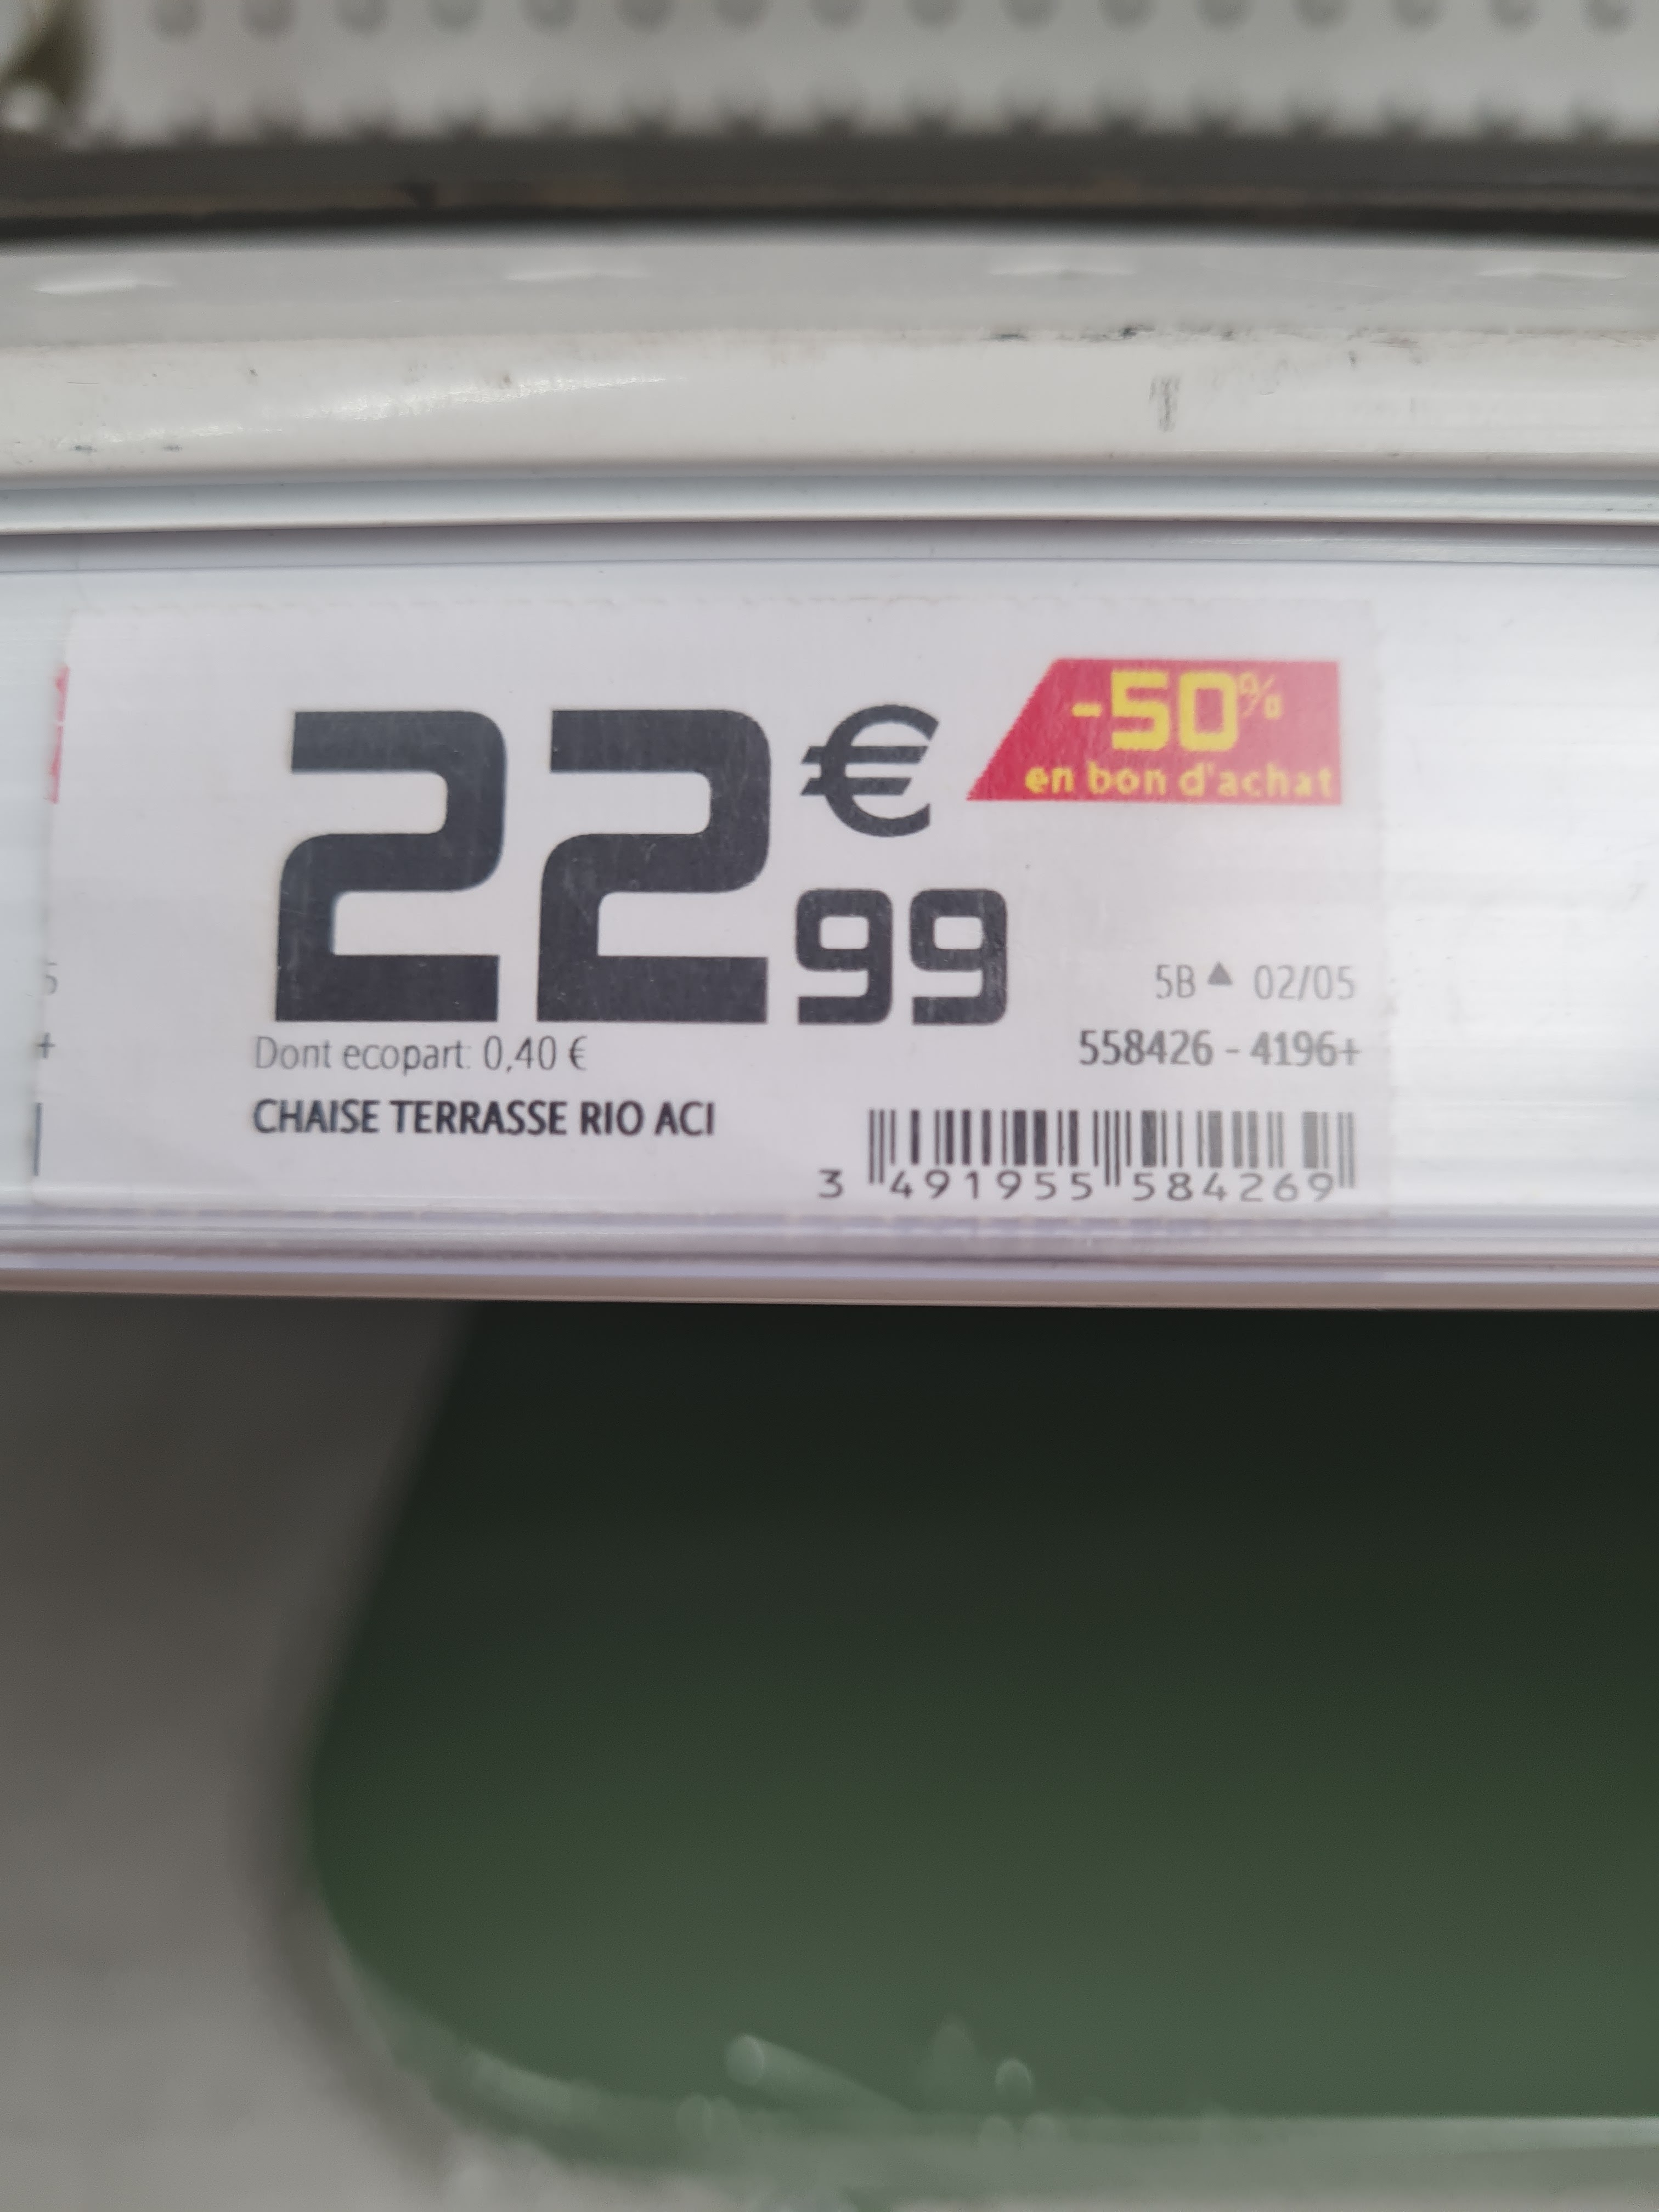 -50%
en bon d'achat
22€99
5B ▲ 02/05
Dont ecopart: 0,40 €
558426 - 4196+
CHAISE TERRASSE RIO ACI
3 491955 584269
5
+